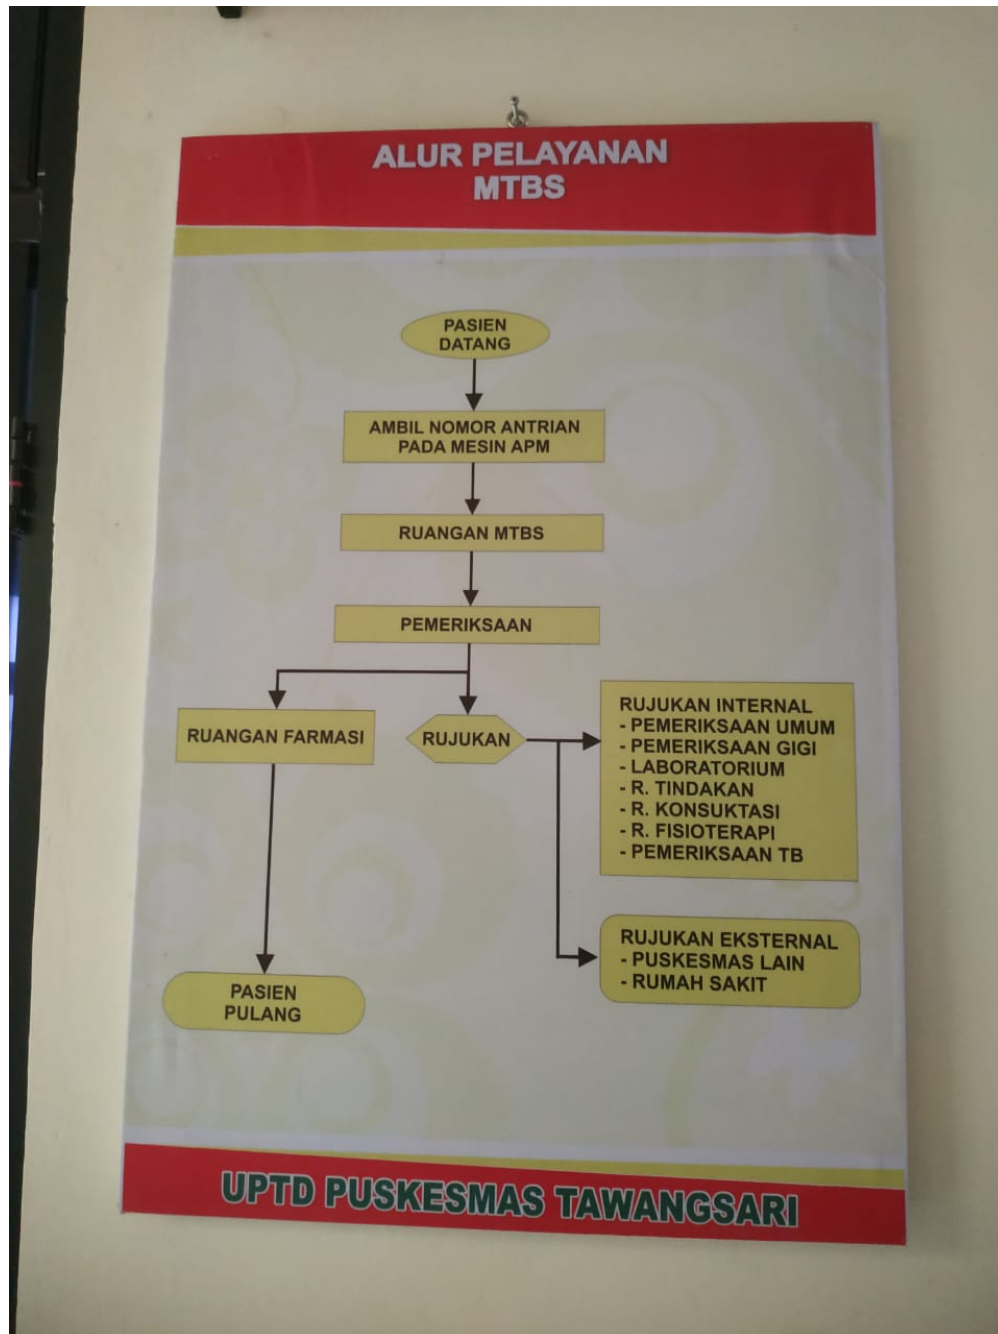 ALUR PELAYANAN
MTBS
PASIEN
DATANG
AMBIL NOMOR ANTRIAN
PADA MESIN APM
RUANGAN MTBS
PEMERIKSAAN
RUANGAN FARMASI
RUJUKAN
RUJUKAN INTERNAL
- PEMERIKSAAN UMUM
- PEMERIKSAAN GIGI
- LABORATORIUM
- R. TINDAKAN
- R. KONSUKTASI
- R. FISIOTERAPI
- PEMERIKSAAN TB
RUJUKAN EKSTERNAL
- PUSKESMAS LAIN
- RUMAH SAKIT
PASIEN
PULANG
UPTD PUSKESMAS TAWANGSARI